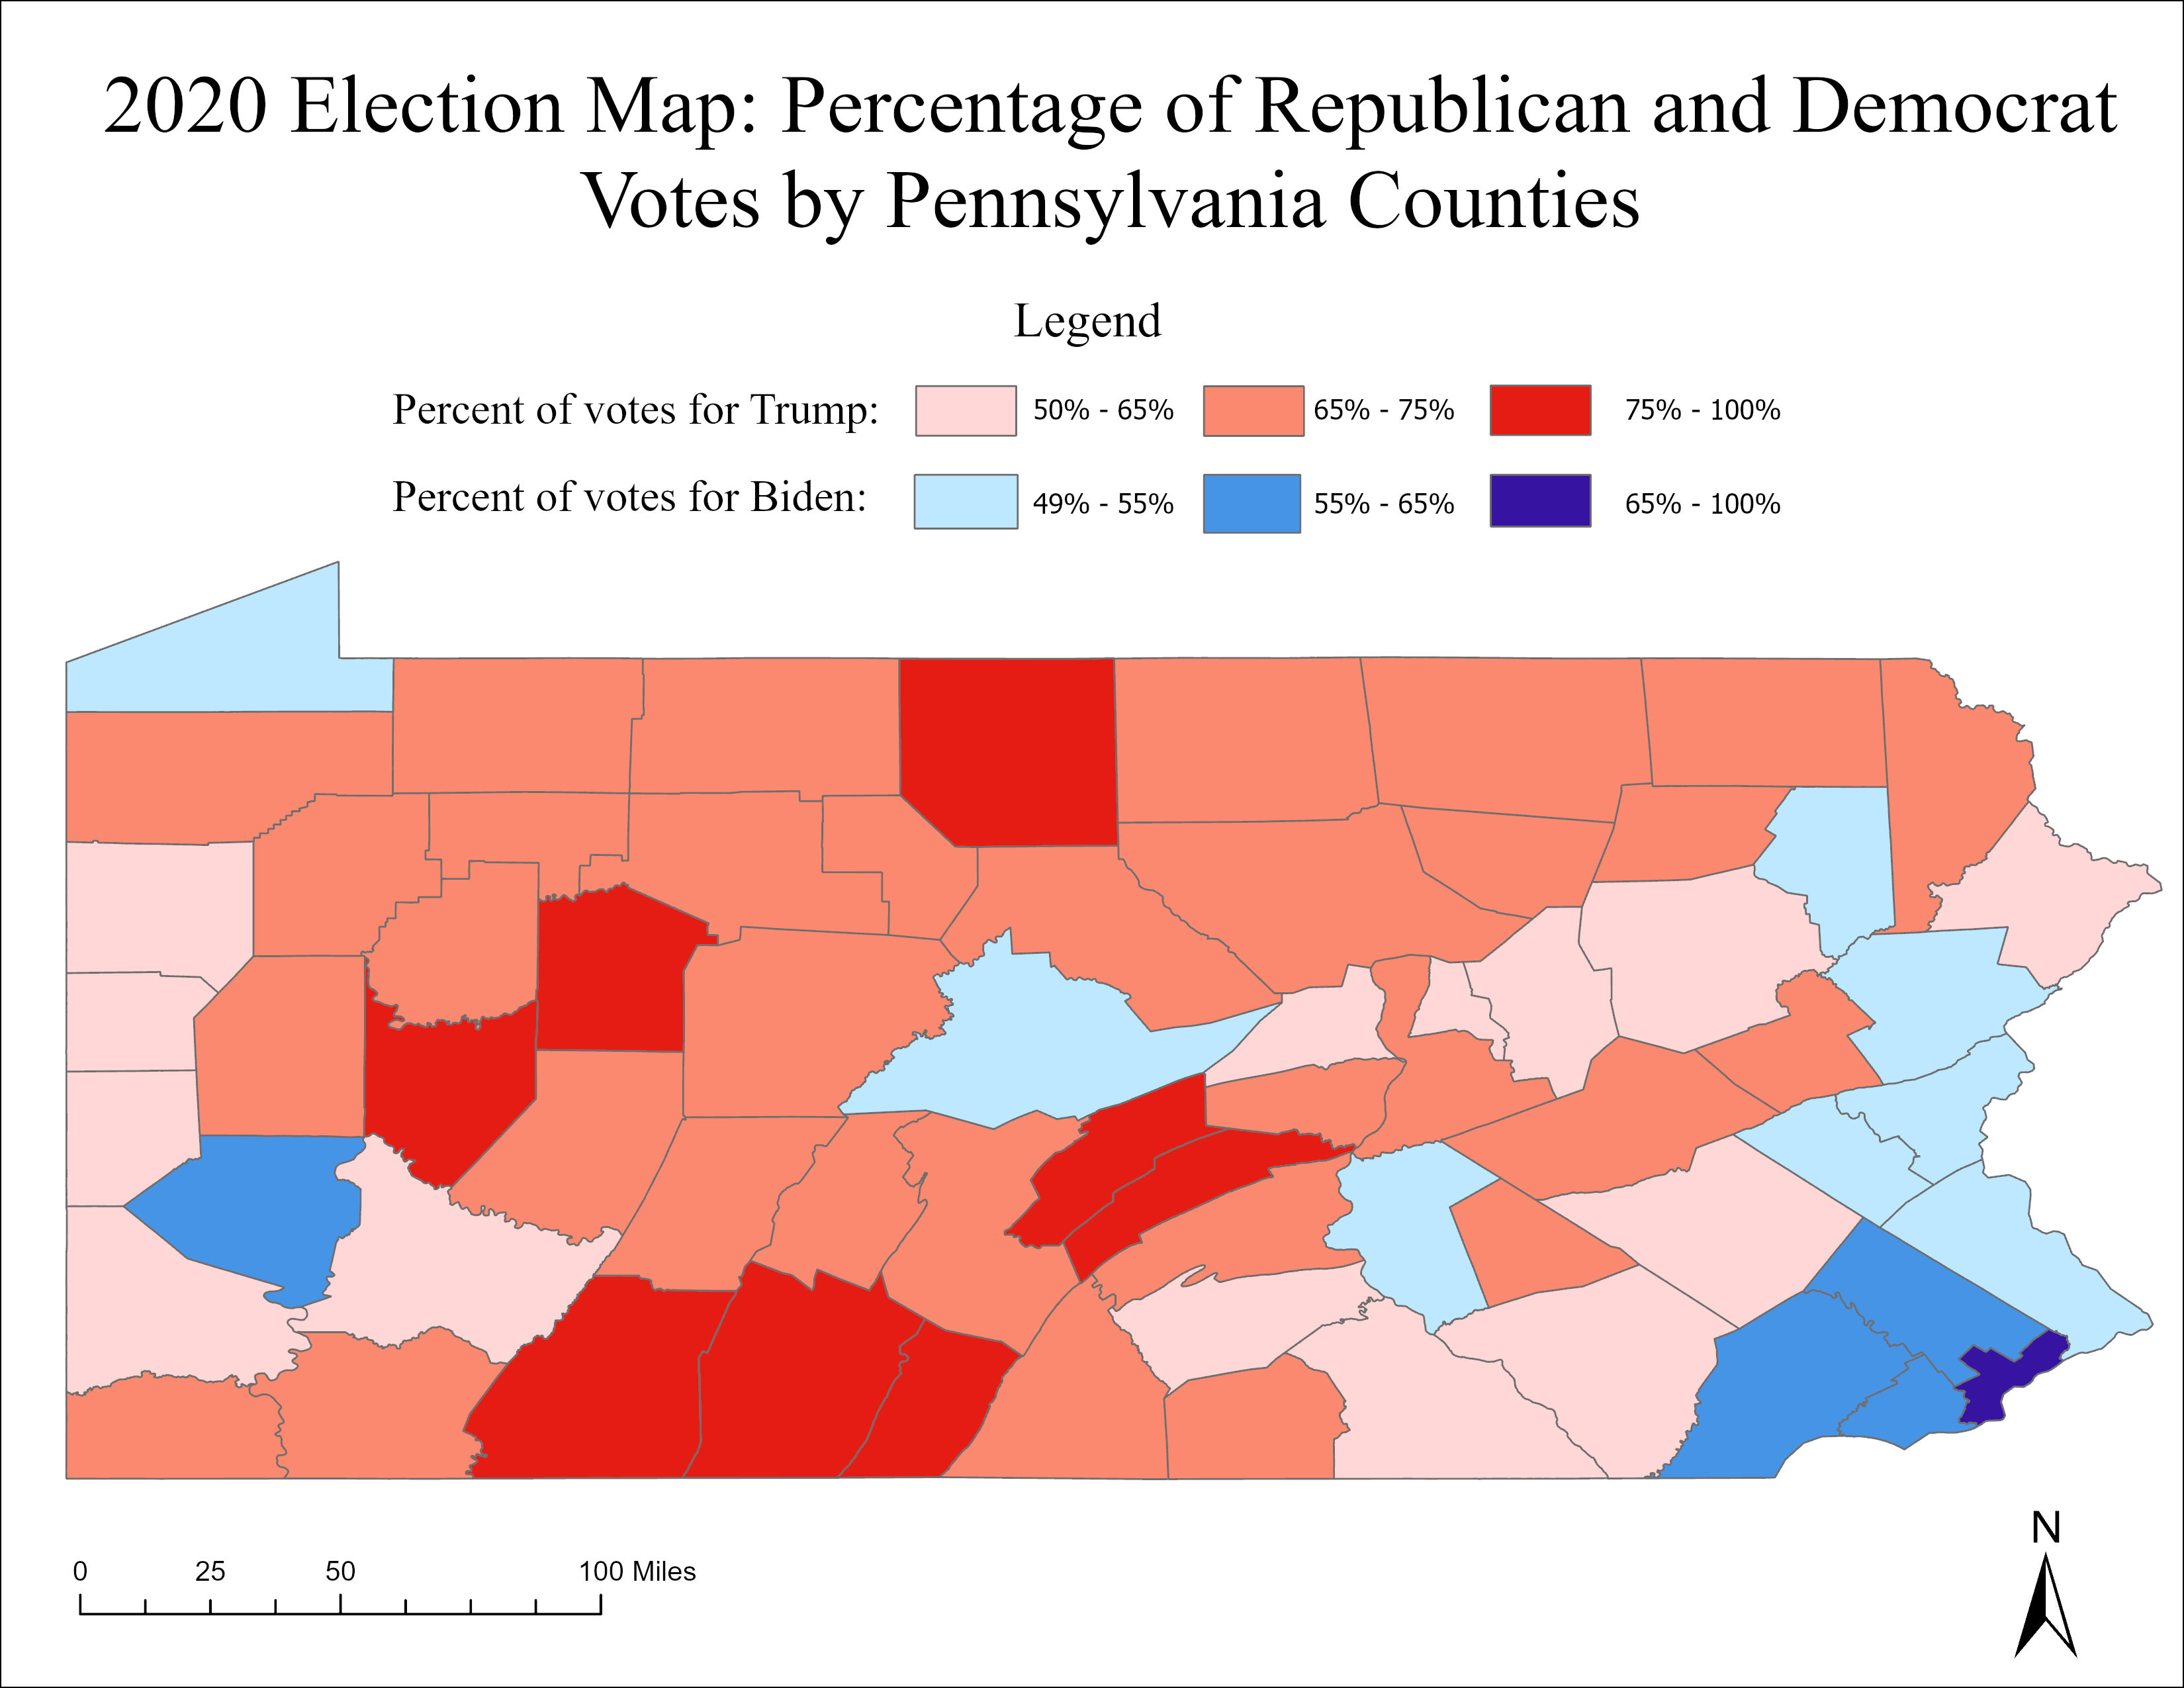 2020 Election Map: Percentage of Republican and Democrat
Votes by Pennsylvania Counties
Legend
Percent of votes for Trump: 50% - 65% 65% - 75% 75% - 100%
Percent of votes for Biden: 49% - 55% 55% - 65% 65% - 100%
N
0 25 50 100 Miles